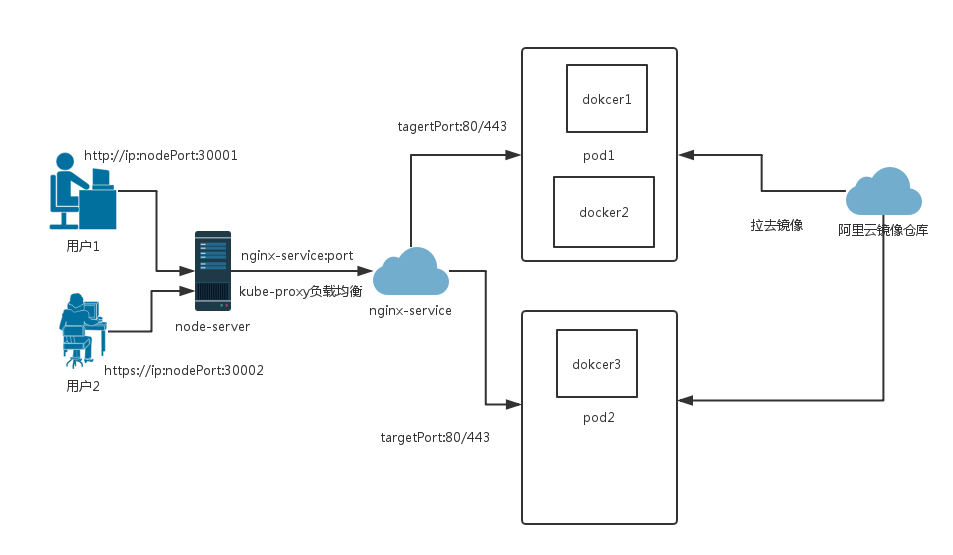 dokcer1
tagertPort:80/443
http://ip:nodePort:30001
pod1
docker2
拉去镜像
阿里云镜像仓库
用户1
nginx-service:port
kube-proxy负载均衡
nginx-service
node-server
https://ip:nodePort:30002
用户2
dokcer3
pod2
targetPort:80/443